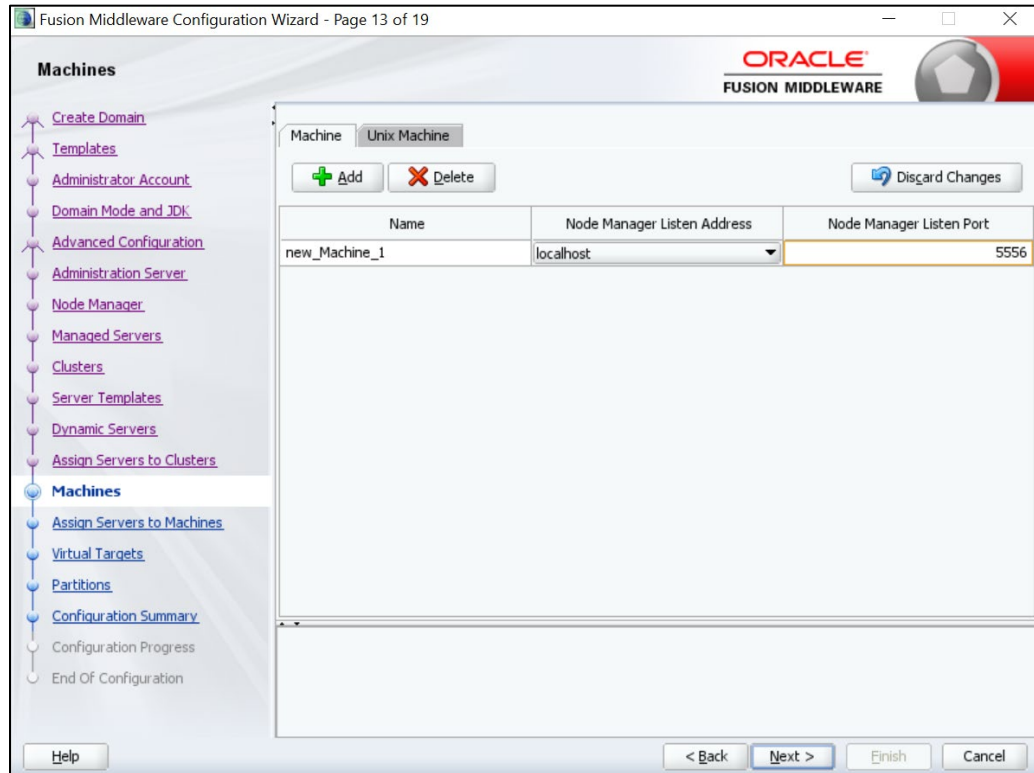 Fusion Middleware Configuration Wizard - Page 13 of 19
Machines
ORACLE
FUSION MIDDLEWARE
Create Domain
Templates
Administrator Account
Domain Mode and JDK
Advanced Configuration
Administration Server
Node Manager
Managed Servers
Clusters
Server Templates
Dynamic Servers
Assign Servers to Clusters
Machines
Assign Servers to Machines
Virtual Targets
Partitions
Configuration Summary
Configuration Progress
End Of Configuration
Machine Unix Machine
Add Delete Discard Changes
Name Node Manager Listen Address Node Manager Listen Port
new_Machine_1 localhost 5556
Help < Back Next > Finish Cancel